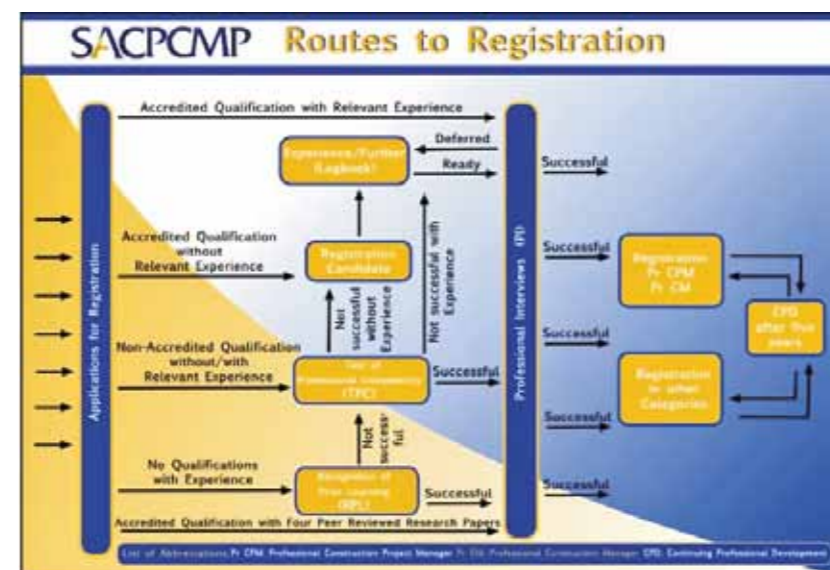 SACPCMP Routes to Registration
Accredited Qualification with Relevant Experience
Deferred
Experience/Further
(Logbook)
Ready
Successful
Accredited Qualification
without
Relevant Experience
Registration
Candidate
Not successful with
Experience
Successful
Registration
Pr CPM
Pr CM
Not
successful
without
Experience
Applications for Registration
Professional Interviews (PI)
CPD
after five
years
Non-Accredited Qualification
without/with
Relevant Experience
Test of
Professional
(TPC)
Successful
Successful
Registration
in other
Categories
Not
success-
ful
Successful
No Qualifications
with Experience
Recognition of
Prior Learning
(RPL)
Successful
Successful
Accredited Qualification with Four Peer Reviewed Research Papers
List of Abbreviations: Pr CPM: Professional Construction Project Manager Pr CM: Professional Construction Manager CPD: Continuing Professional Development